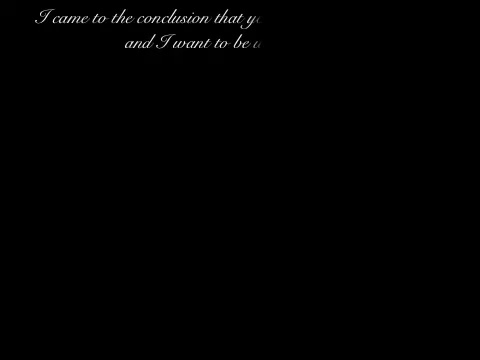 I came to the conclusion that
and I want to be